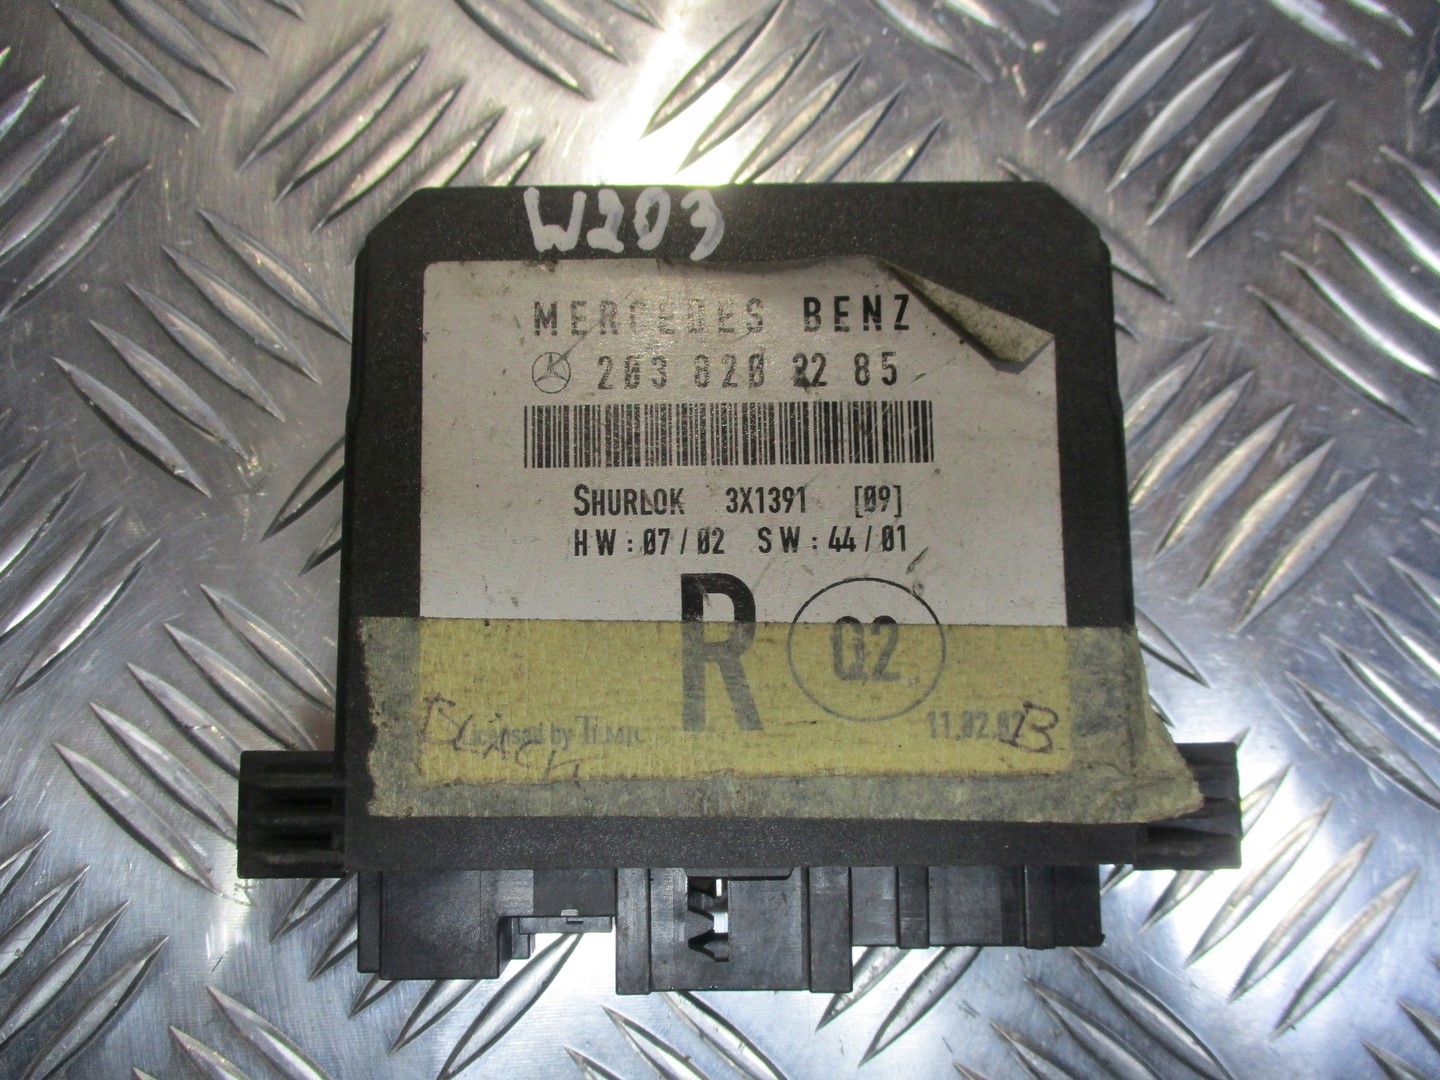 W203
MERCEDES BENZ
203 820 22 85
SHURLOK 3X1391 [09]
HW: 07/02 SW: 44/01
R Q2
Licensed by TEMIC 11.02.02
BLACK B